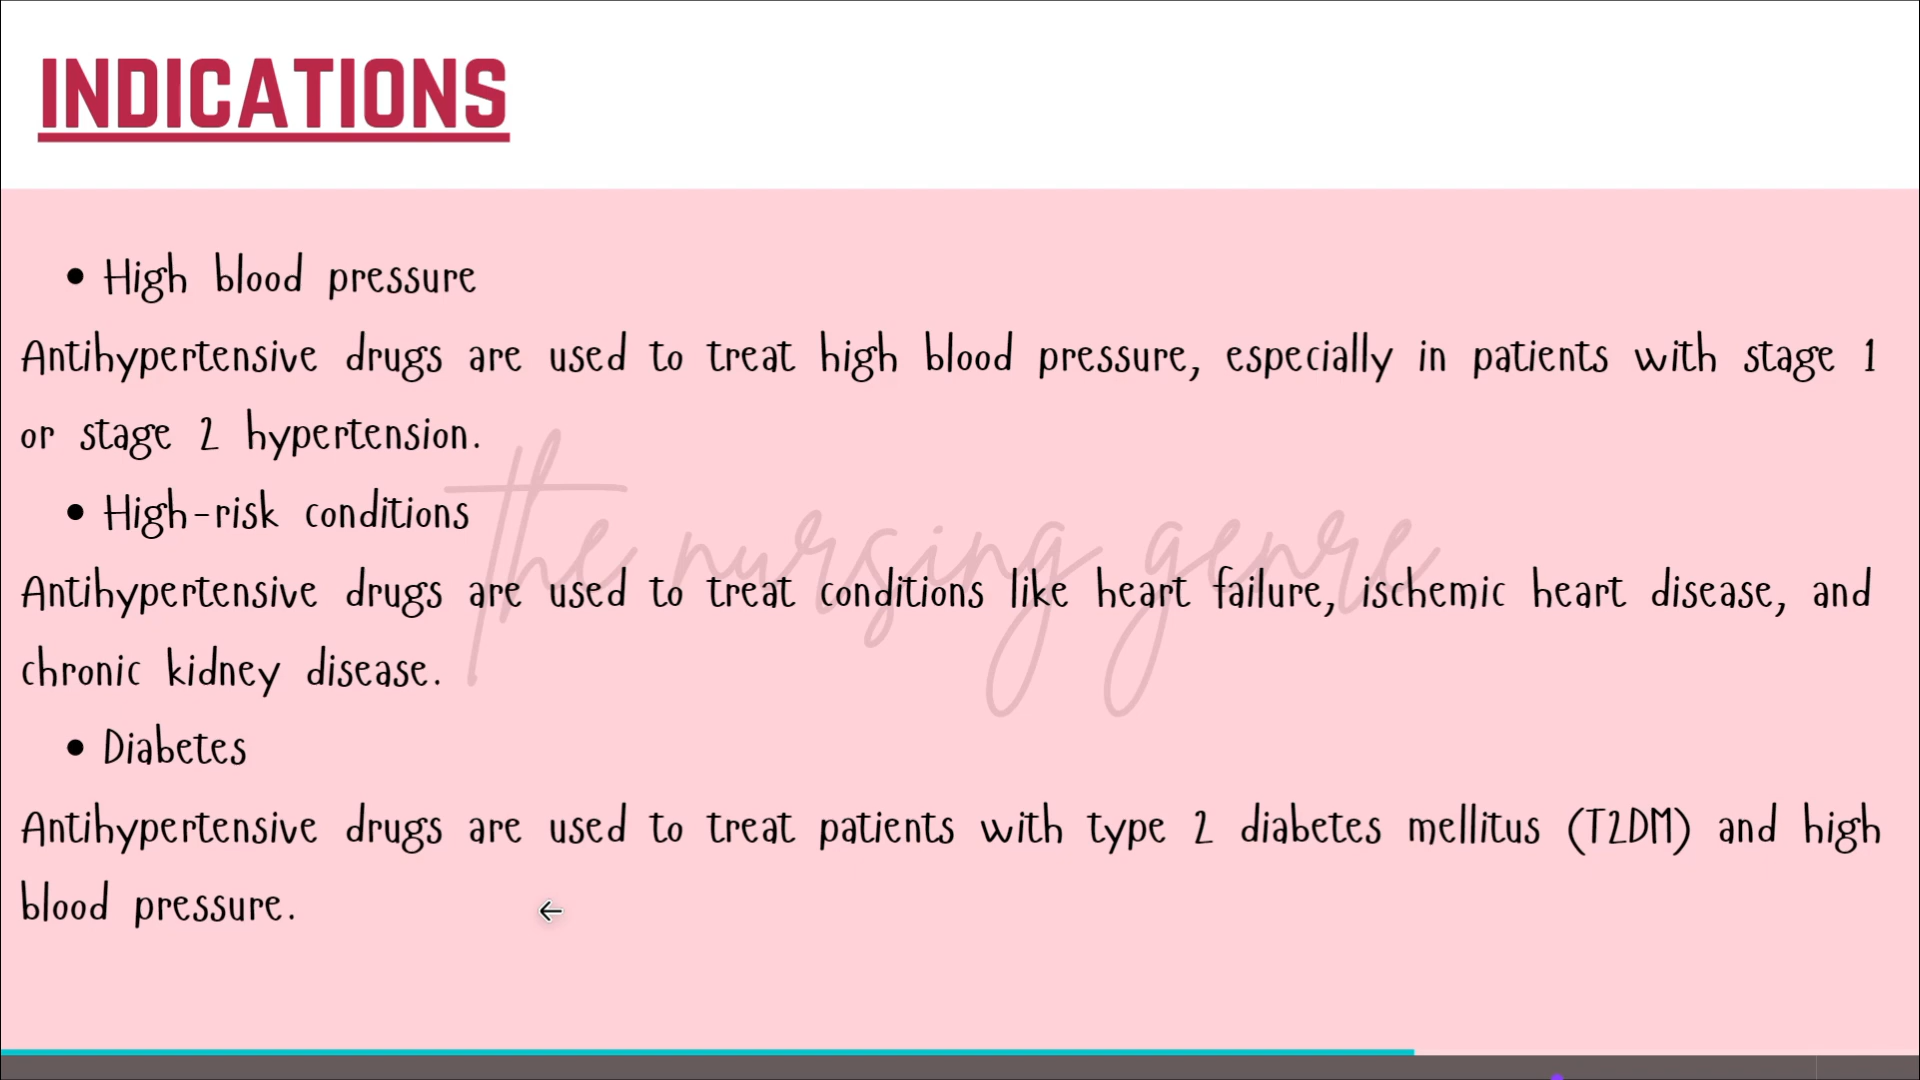 INDICATIONS
• High blood pressure
Antihypertensive drugs are used to treat high blood pressure, especially in patients with stage 1
or stage 2 hypertension.
• High-risk conditions
the nursing genre
Antihypertensive drugs are used to treat conditions like heart failure, ischemic heart disease, and
chronic kidney disease.
• Diabetes
Antihypertensive drugs are used to treat patients with type 2 diabetes mellitus (T2DM) and high
blood pressure.